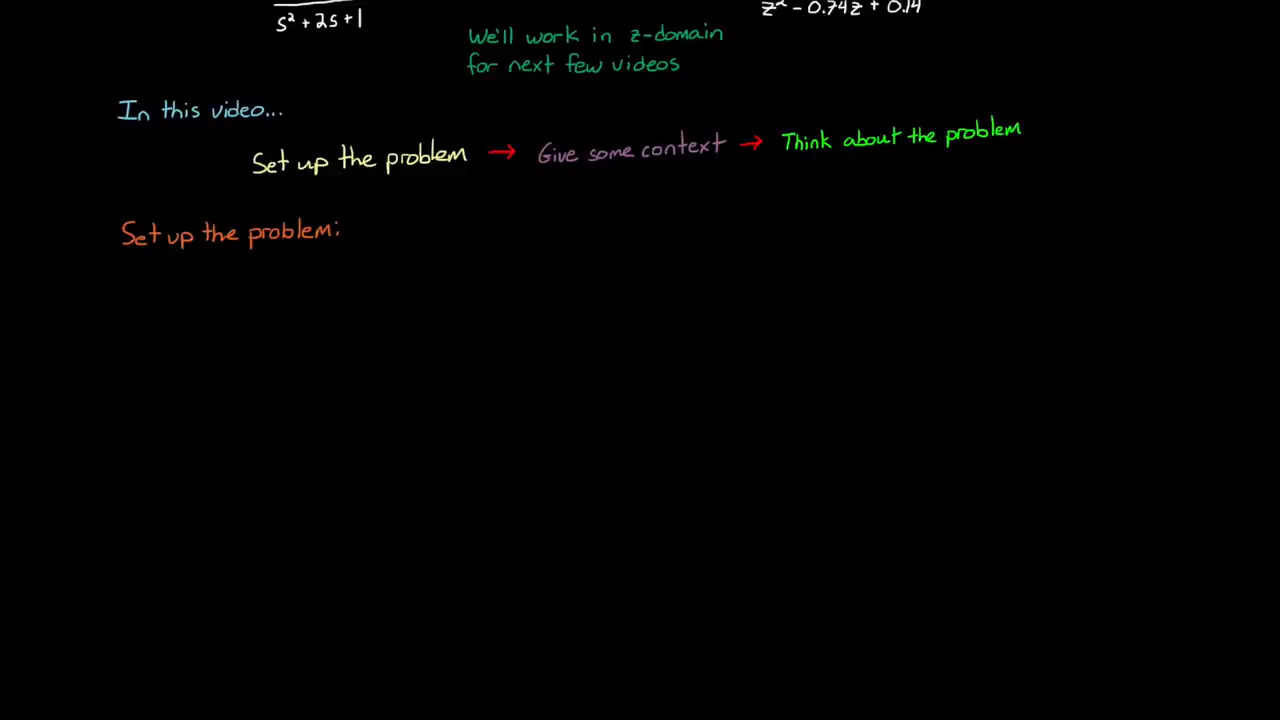 s² + 2s + 1
z² - 0.74z + 0.14
We'll work in z-domain
for next few videos
In this video...
Set up the problem → Give some context → Think about the problem
Set up the problem: